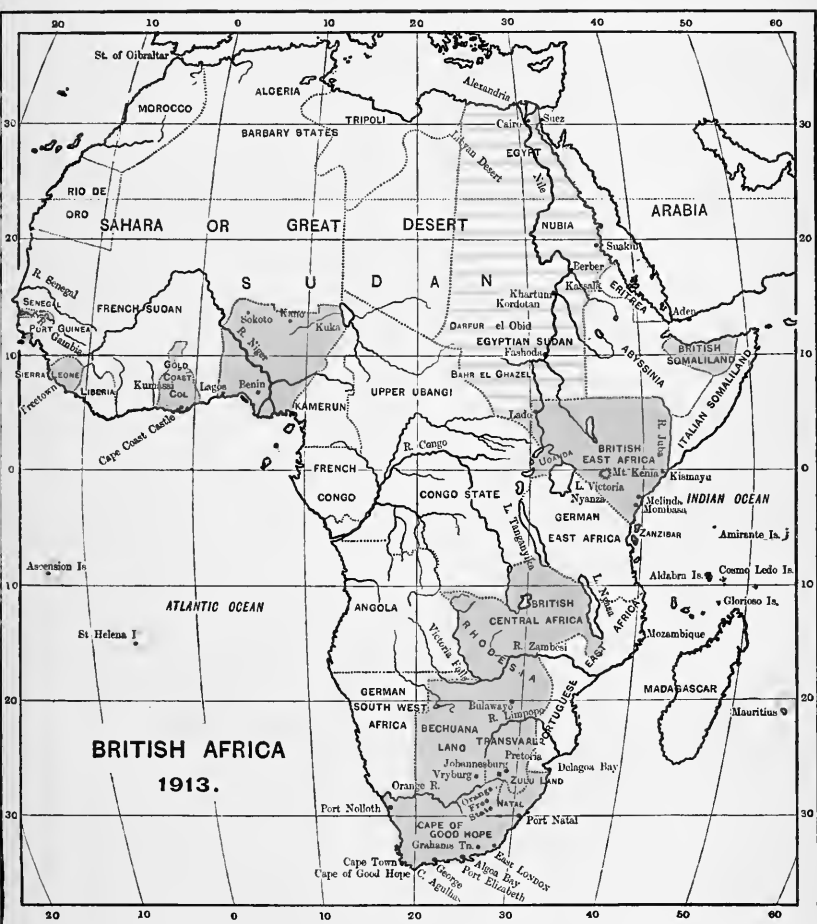 20 10 0 10 20 30 40 50 60
St. of Gibraltar
ALGERIA
Alexandria
MOROCCO
TRIPOLI
30
Cairo
Suez
30
BARBARY STATES
Libyan Desert
EGYPT
Nile
RIO DE
ORO
ARABIA
SAHARA OR GREAT DESERT
NUBIA
20
20
Suakin
R. Senegal
SUDAN
Berber
Kassala
ERITREA
SENEGAL
FRENCH SUDAN
Khartum
Kordofan
Aden
PORT GUINEA
Gambia
Sokoto
Kano
Kuka
DARFUR
el Obid
EGYPTIAN SUDAN
Fashoda
ABYSSINIA
BRITISH
SOMALILAND
10
R. Niger
10
SIERRA LEONE
GOLD
COAST
COL
BAHR EL GHAZEL
ITALIAN SOMALILAND
Freetown
LIBERIA
Kumassi
Lagos
Benin
KAMERUN
UPPER UBANGI
Cape Coast Castle
Lado
R. Juba
BRITISH
EAST AFRICA
R. Congo
UGANDA
Mt. Kenia
0
FRENCH
CONGO
Kismayu
0
CONGO STATE
L. Victoria
Nyanza
Melinda
Mombasa
INDIAN OCEAN
GERMAN
EAST AFRICA
L. Tanganyika
ZANZIBAR
Amirante Is.
Ascension Is
Aldabra Is.
Cosmo Ledo Is.
10
10
L. Nyasa
Glorioso Is.
ATLANTIC OCEAN
ANGOLA
BRITISH
CENTRAL AFRICA
St Helena I
RHODESIA
R. Zambesi
Mozambique
Victoria Falls
PORTUGUESE EAST AFRICA
MADAGASCAR
20
GERMAN
SOUTH WEST
AFRICA
Bulawayo
R. Limpopo
20
Mauritius
BECHUANA
LAND
TRANSVAAL
BRITISH AFRICA
1913.
Pretoria
Johannesburg
Vryburg
Delagoa Bay
Orange R.
ZULU LAND
Orange
Free
State
NATAL
Port Nolloth
30
30
CAPE OF
GOOD HOPE
Port Natal
Grahams Tn.
Cape Town
Cape of Good Hope
C. Agulhas
George
Port Elizabeth
Algoa Bay
East LONDON
20 10 0 10 20 30 40 50 60